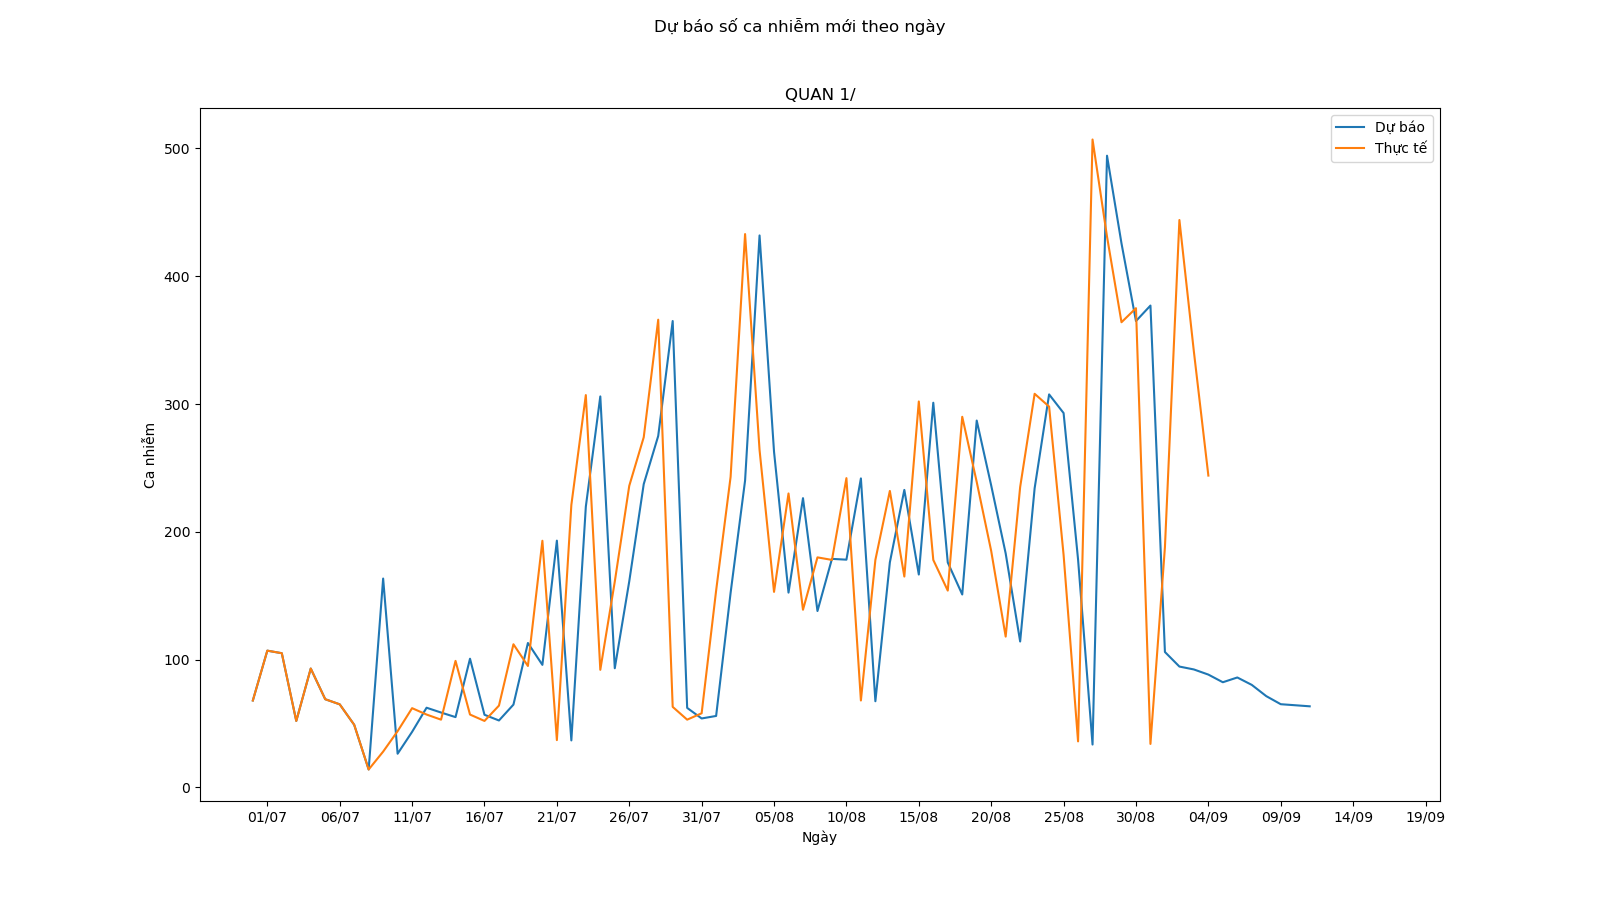 Dự báo số ca nhiễm mới theo ngày
QUAN 1/
Dự báo
Thực tế
500
400
300
200
100
0
Ca nhiễm
01/07 06/07 11/07 16/07 21/07 26/07 31/07 05/08 10/08 15/08 20/08 25/08 30/08 04/09 09/09 14/09 19/09
Ngày